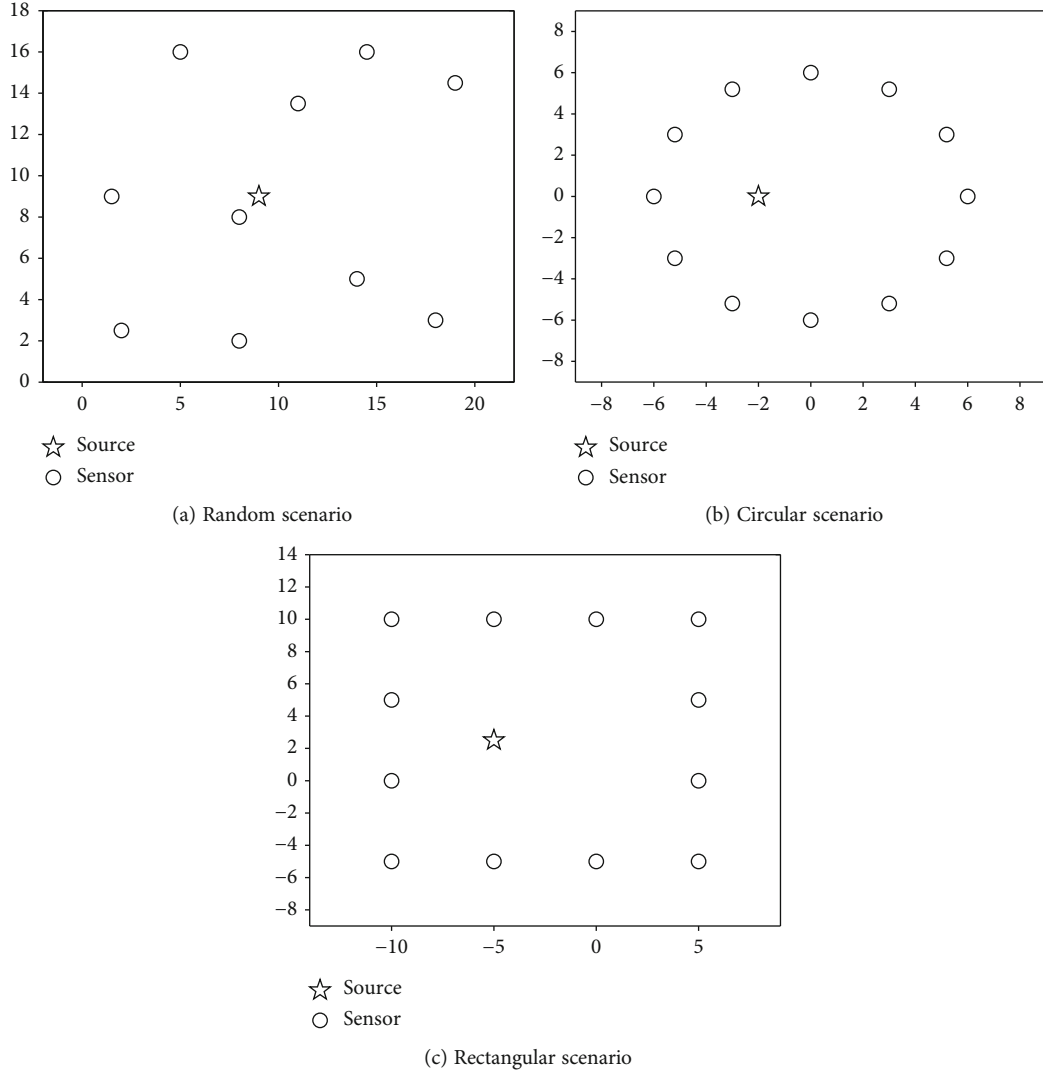 18
16
14
12
10
8
6
4
2
0
0 5 10 15 20
Source
Sensor
(a) Random scenario
8
6
4
2
0
−2
−4
−6
−8
−8 −6 −4 −2 0 2 4 6 8
Source
Sensor
(b) Circular scenario
14
12
10
8
6
4
2
0
−2
−4
−6
−8
−10 −5 0 5
Source
Sensor
(c) Rectangular scenario